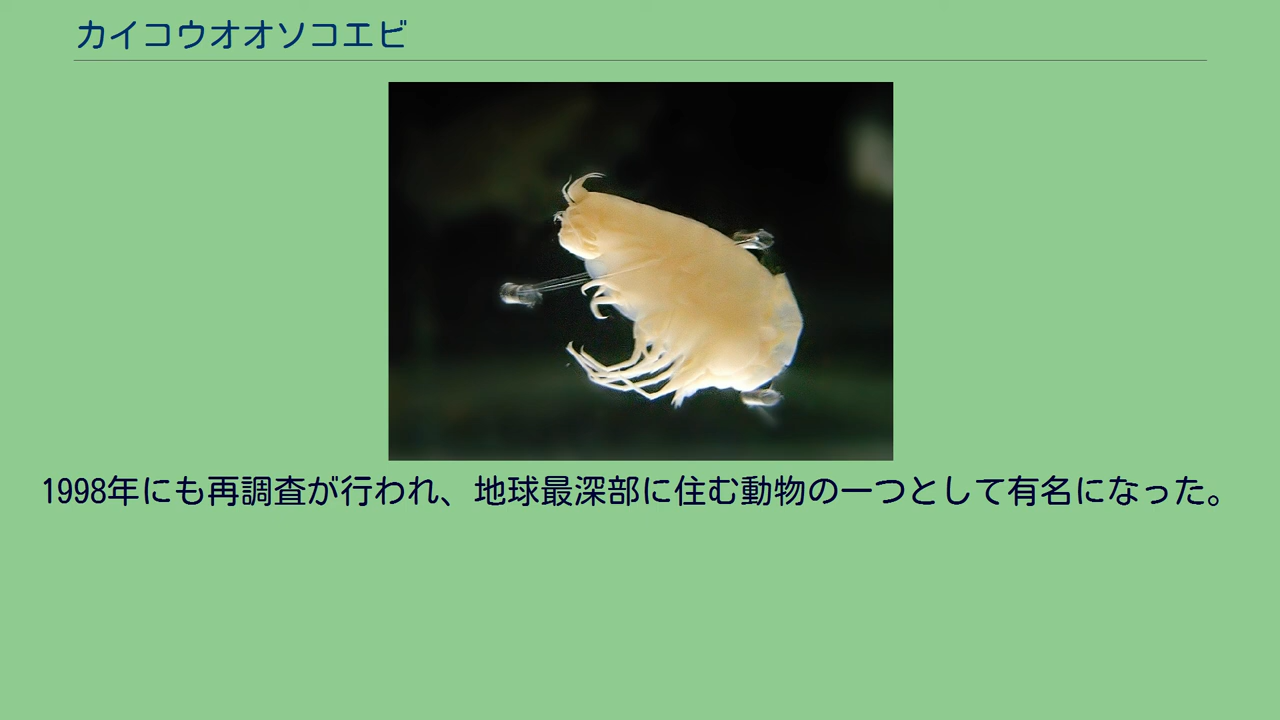 カイコウオオソコエビ
1998年にも再調査が行われ、地球最深部に住む動物の一つとして有名になった。